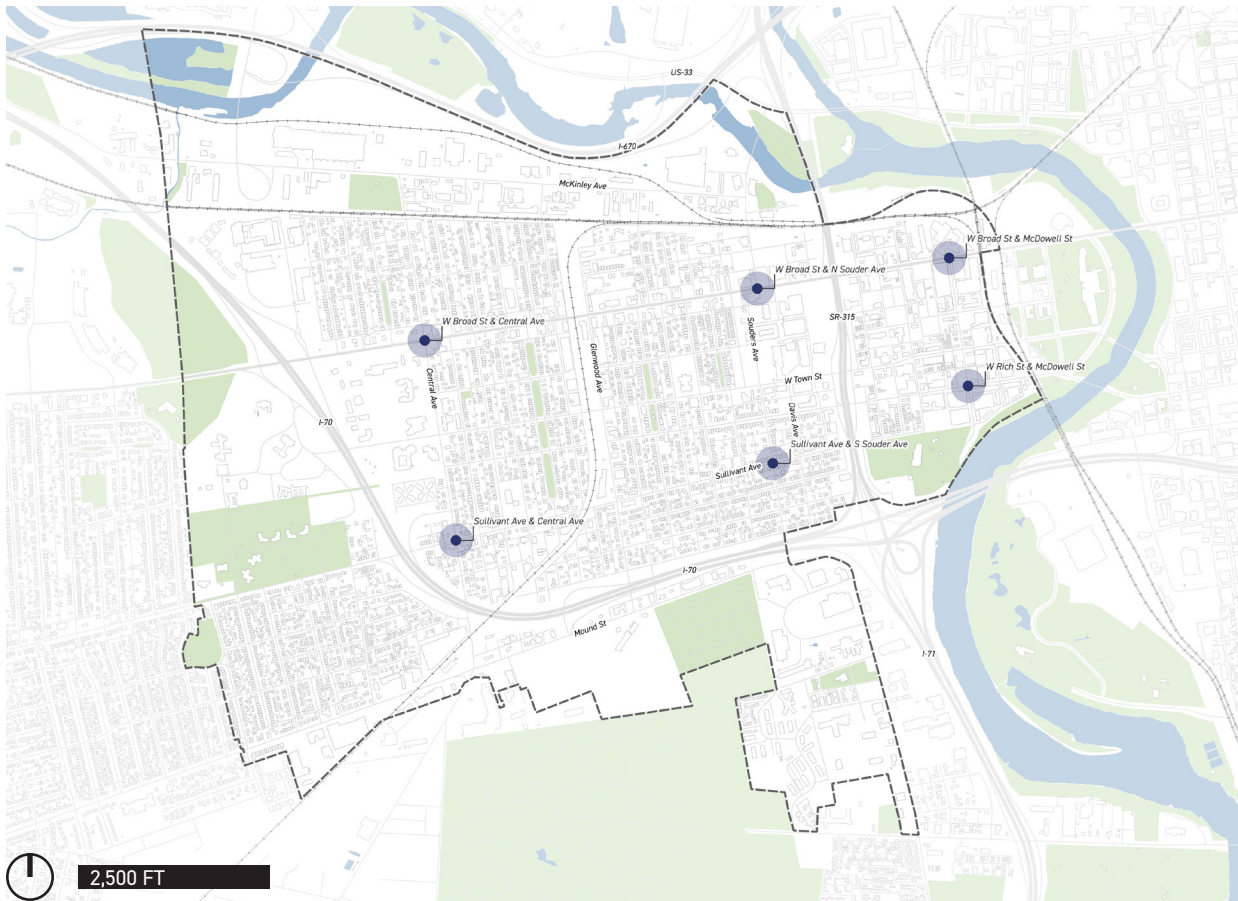 US-33
I-670
McKinley Ave
W Broad St & McDowell St
W Broad St & N Souder Ave
W Broad St & Central Ave
SR-315
Souders Ave
Glenwood Ave
Central Ave
W Rich St & McDowell St
W Town St
Davis Ave
I-70
Sullivant Ave & S Souder Ave
Sullivant Ave
Sullivant Ave & Central Ave
I-70
Mound St
I-71
2,500 FT